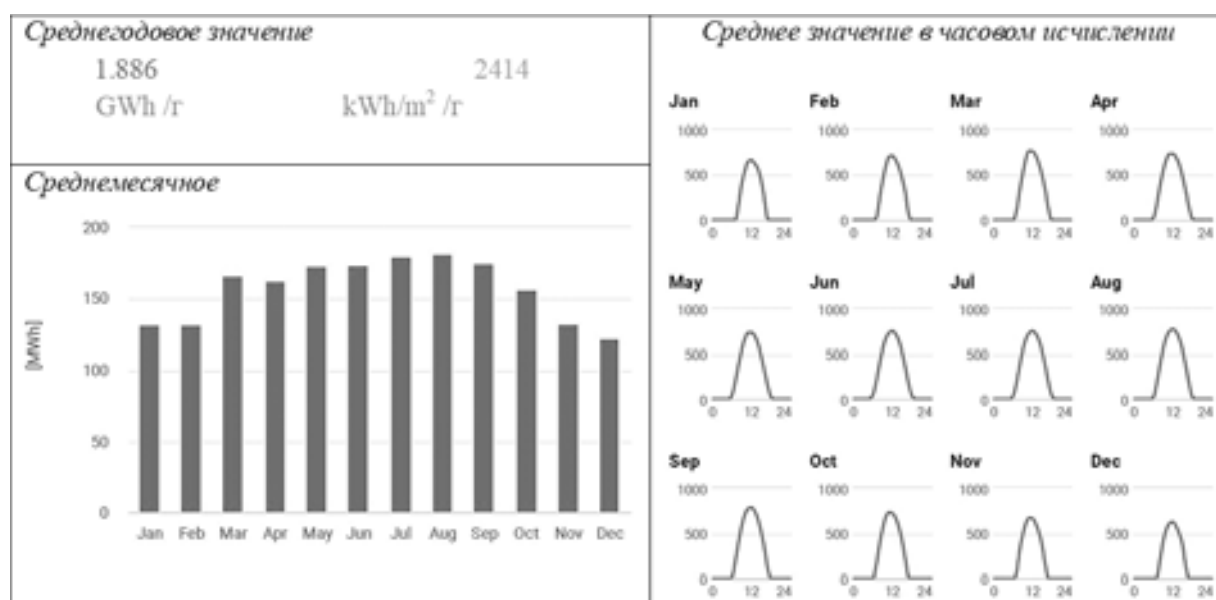 Среднегодовое значение
1.886 2414
GWh /r kWh/m² /r
Среднемесячное
200
150
100
50
0
[MWh]
Jan Feb Mar Apr May Jun Jul Aug Sep Oct Nov Dec
Среднее значение в часовом исчислении
Jan Feb Mar Apr
1000 1000 1000 1000
500 500 500 500
0 0 0 0
0 12 24 0 12 24 0 12 24 0 12 24
May Jun Jul Aug
1000 1000 1000 1000
500 500 500 500
0 0 0 0
0 12 24 0 12 24 0 12 24 0 12 24
Sep Oct Nov Dec
1000 1000 1000 1000
500 500 500 500
0 0 0 0
0 12 24 0 12 24 0 12 24 0 12 24